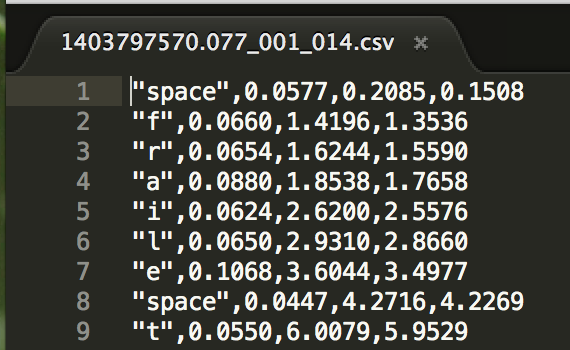 1403797570.077_001_014.csv ×
1 "space",0.0577,0.2085,0.1508
2 "f",0.0660,1.4196,1.3536
3 "r",0.0654,1.6244,1.5590
4 "a",0.0880,1.8538,1.7658
5 "i",0.0624,2.6200,2.5576
6 "l",0.0650,2.9310,2.8660
7 "e",0.1068,3.6044,3.4977
8 "space",0.0447,4.2716,4.2269
9 "t",0.0550,6.0079,5.9529